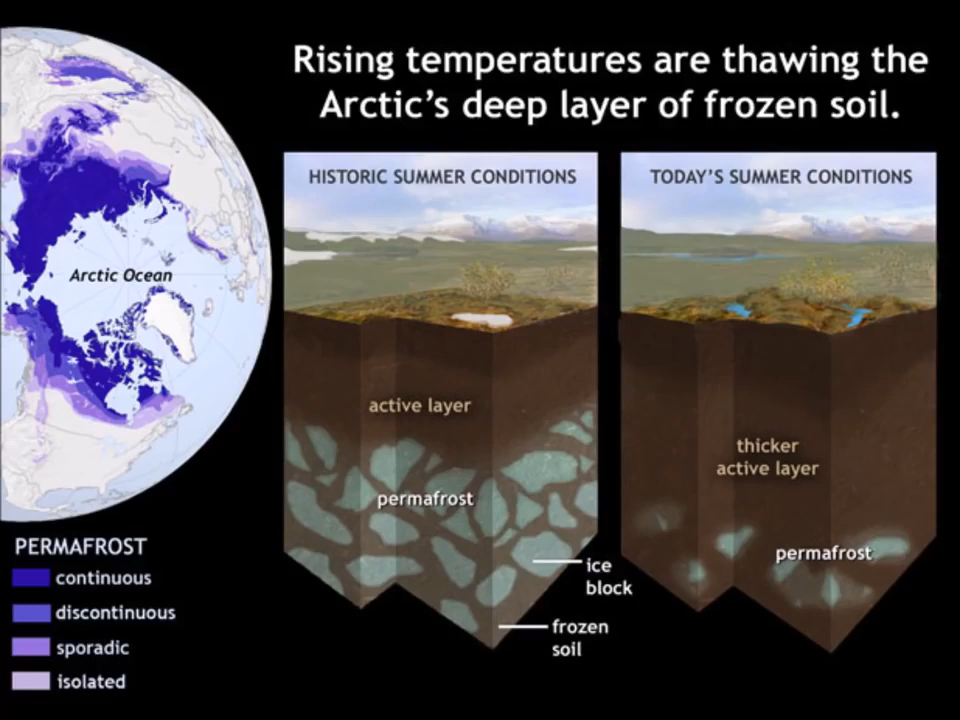 Rising temperatures are thawing the
Arctic's deep layer of frozen soil.
HISTORIC SUMMER CONDITIONS
TODAY'S SUMMER CONDITIONS
Arctic Ocean
active layer
permafrost
ice
block
frozen
soil
thicker
active layer
permafrost
PERMAFROST
continuous
discontinuous
sporadic
isolated